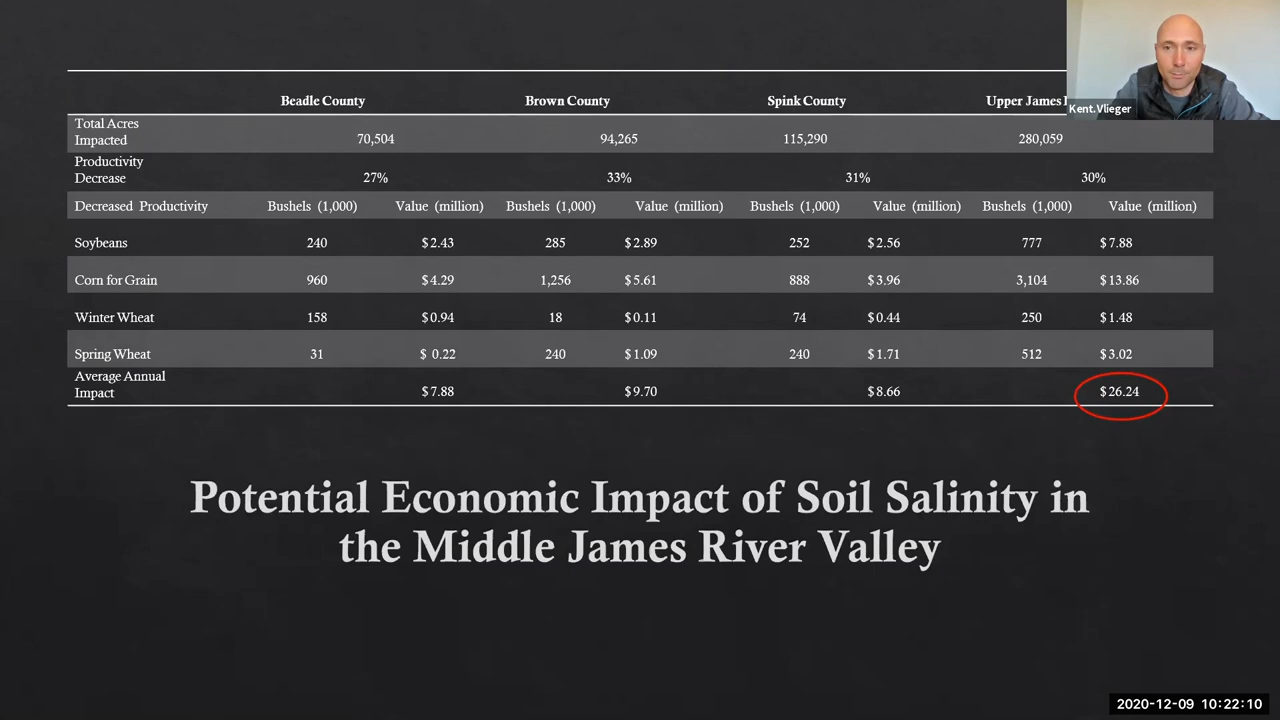 Beadle County Brown County Spink County Upper James
Kent.Vlieger
Total Acres
Impacted 70,504 94,265 115,290 280,059
Productivity
Decrease 27% 33% 31% 30%
Decreased Productivity Bushels (1,000) Value (million) Bushels (1,000) Value (million) Bushels (1,000) Value (million) Bushels (1,000) Value (million)
Soybeans 240 $2.43 285 $2.89 252 $2.56 777 $7.88
Corn for Grain 960 $4.29 1,256 $5.61 888 $3.96 3,104 $13.86
Winter Wheat 158 $0.94 18 $0.11 74 $0.44 250 $1.48
Spring Wheat 31 $ 0.22 240 $1.09 240 $1.71 512 $3.02
Average Annual
Impact $7.88 $9.70 $8.66 $26.24
Potential Economic Impact of Soil Salinity in
the Middle James River Valley
2020-12-09 10:22:10